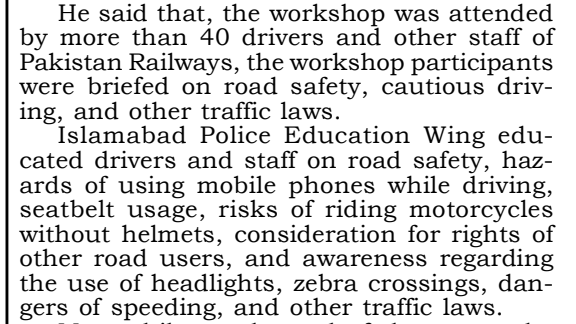 He said that, the workshop was attended
by more than 40 drivers and other staff of
Pakistan Railways, the workshop participants
were briefed on road safety, cautious driv-
ing, and other traffic laws.
Islamabad Police Education Wing edu-
cated drivers and staff on road safety, haz-
ards of using mobile phones while driving,
seatbelt usage, risks of riding motorcycles
without helmets, consideration for rights of
other road users, and awareness regarding
the use of headlights, zebra crossings, dan-
gers of speeding, and other traffic laws.